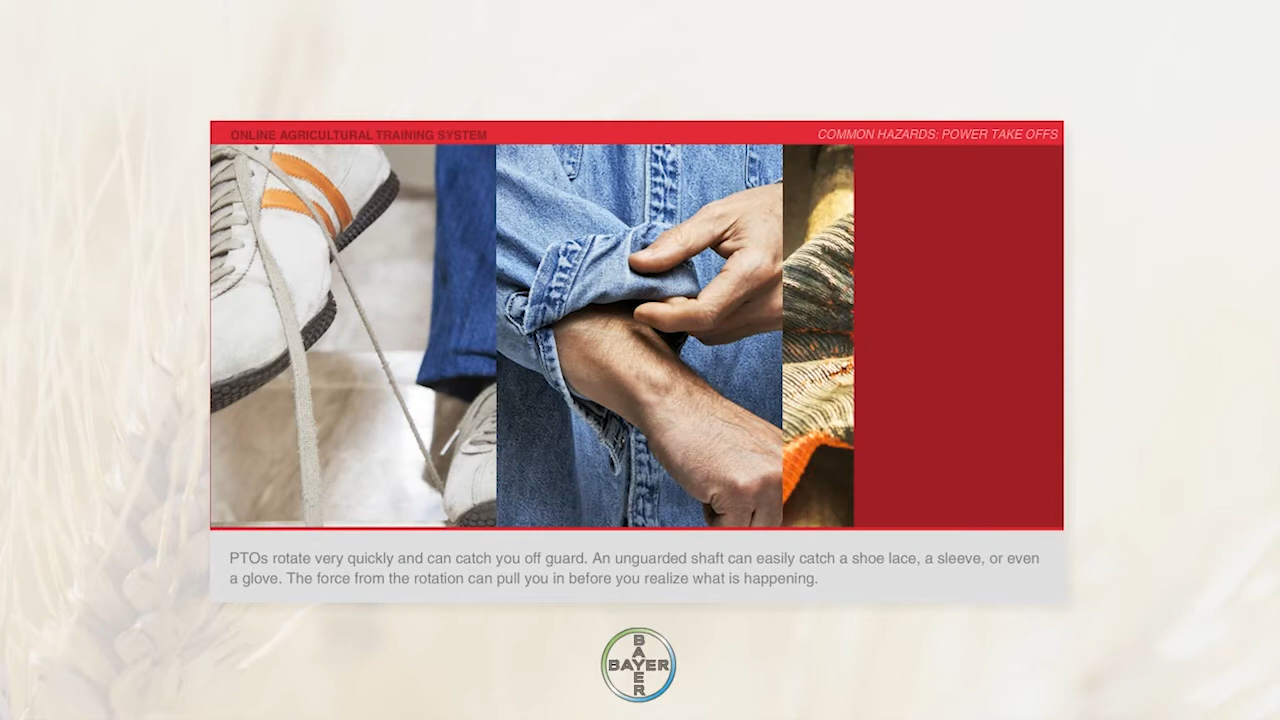 ONLINE AGRICULTURAL TRAINING SYSTEM
COMMON HAZARDS: POWER TAKE OFFS
PTOs rotate very quickly and can catch you off guard. An unguarded shaft can easily catch a shoe lace, a sleeve, or even
a glove. The force from the rotation can pull you in before you realize what is happening.
BAYER
BAYER